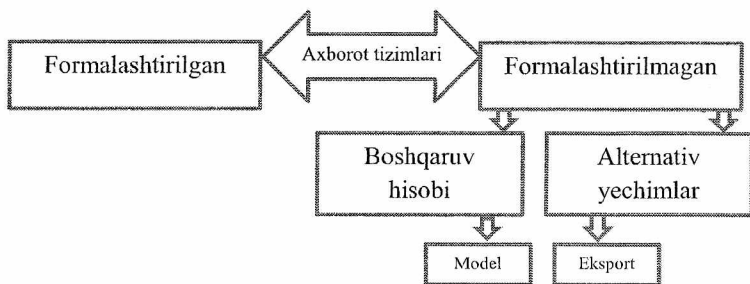 Formalashtirilgan
Axborot tizimlari
Formalashtirilmagan
Boshqaruv
hisobi
Alternativ
yechimlar
Model
Eksport